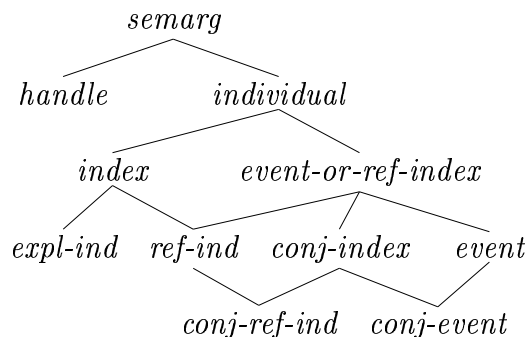 semarg
handle individual
index event-or-ref-index
expl-ind ref-ind conj-index event
conj-ref-ind conj-event